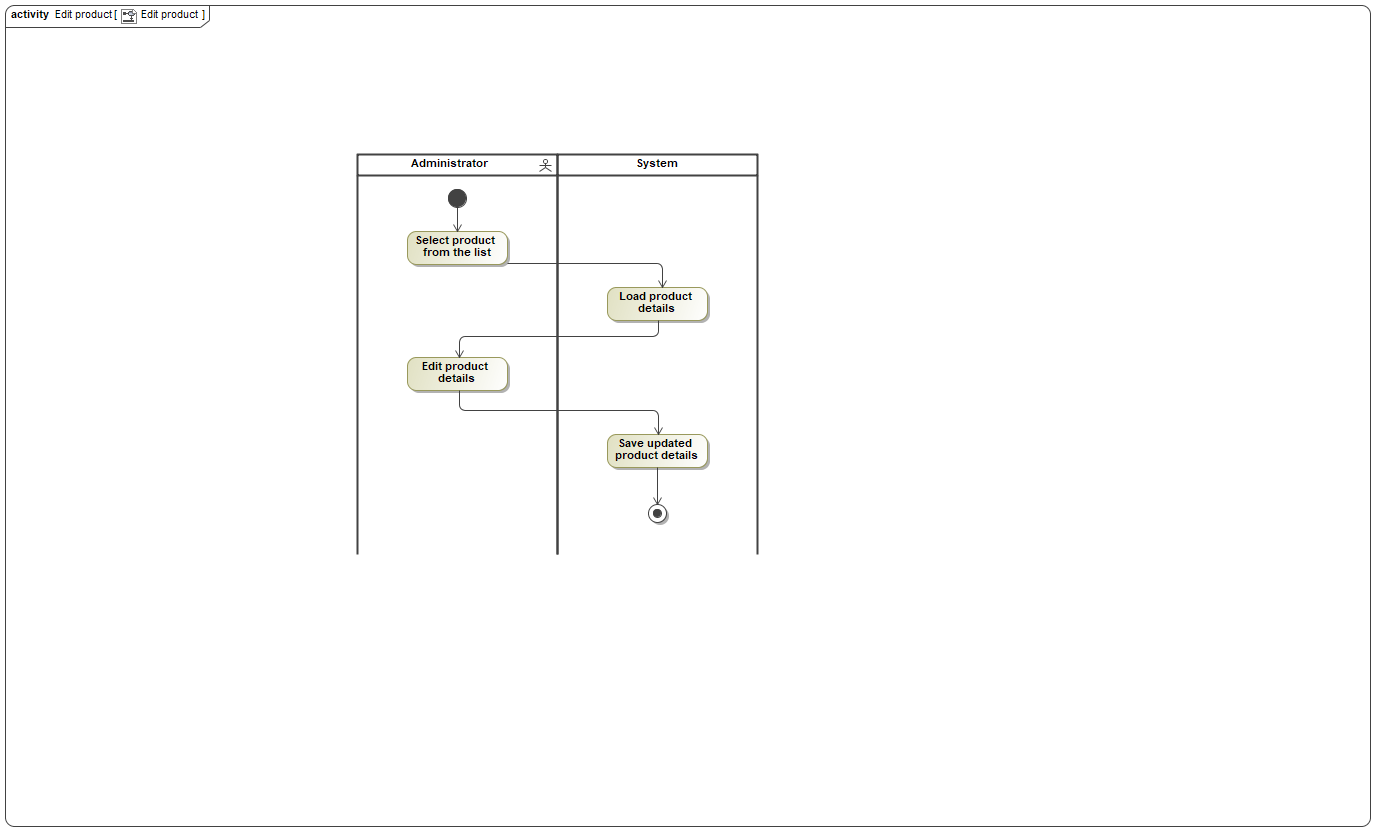 activity Edit product [ Edit product ]
Administrator
System
Select product
from the list
Load product
details
Edit product
details
Save updated
product details